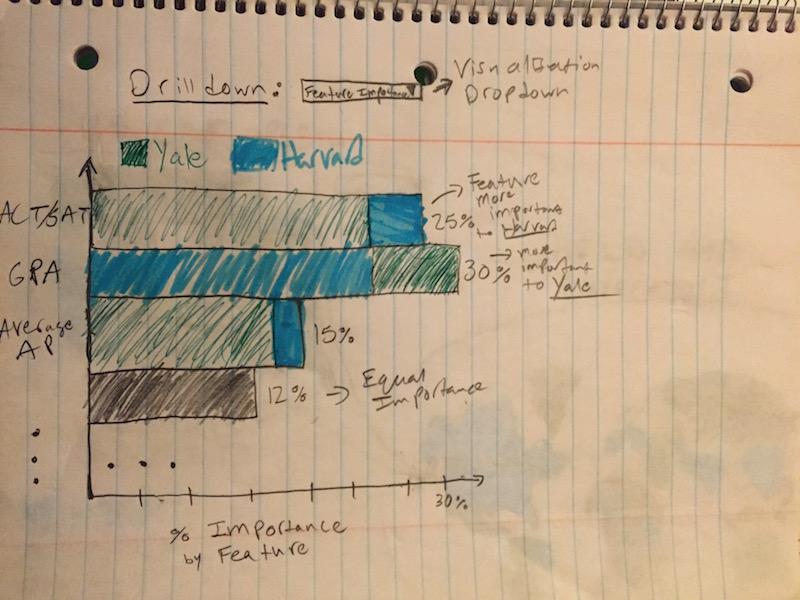 Drilldown: Feature Importance → Visualization
Dropdown
Yale Harvard
ACT/SAT
25%
Feature
more
important
to Harvard
GPA
30%
→ more
important
to Yale
Average
AP
15%
12% → Equal
Importance
30%
% Importance
by Feature